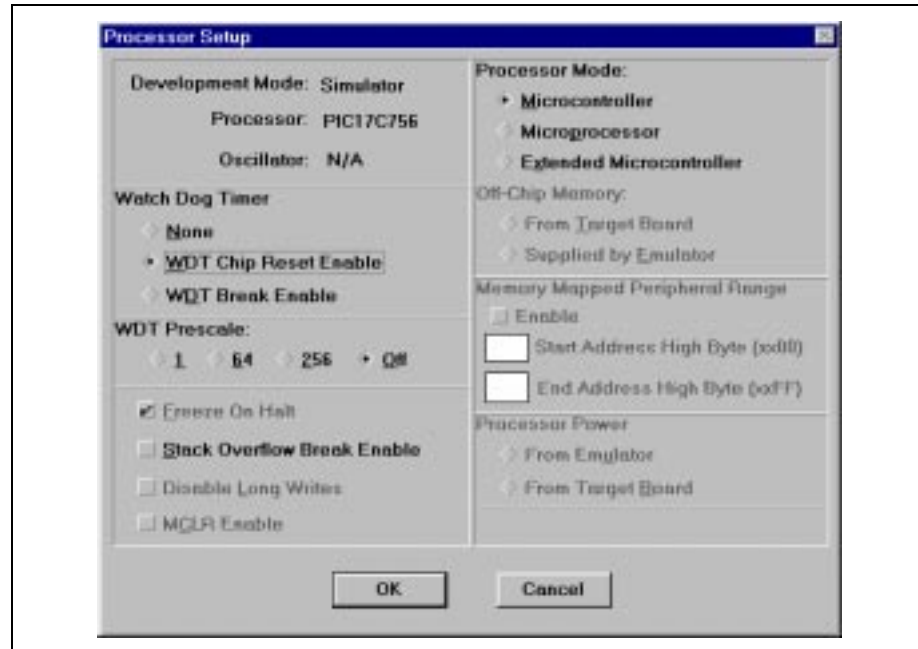 Processor Setup
Development Mode: Simulator
Processor: PIC17C756
Oscillator: N/A
Watch Dog Timer
None
WDT Chip Reset Enable
WDT Break Enable
WDT Prescale:
1 64 256 Off
Freeze On Halt
Stack Overflow Break Enable
Disable Long Writes
MCLR Enable
Processor Mode:
Microcontroller
Microprocessor
Extended Microcontroller
Off-Chip Memory:
From Target Board
Supplied by Emulator
Memory Mapped Peripheral Range
Enable
Start Address High Byte (xx00)
End Address High Byte (xxFF)
Processor Power
From Emulator
From Target Board
OK Cancel